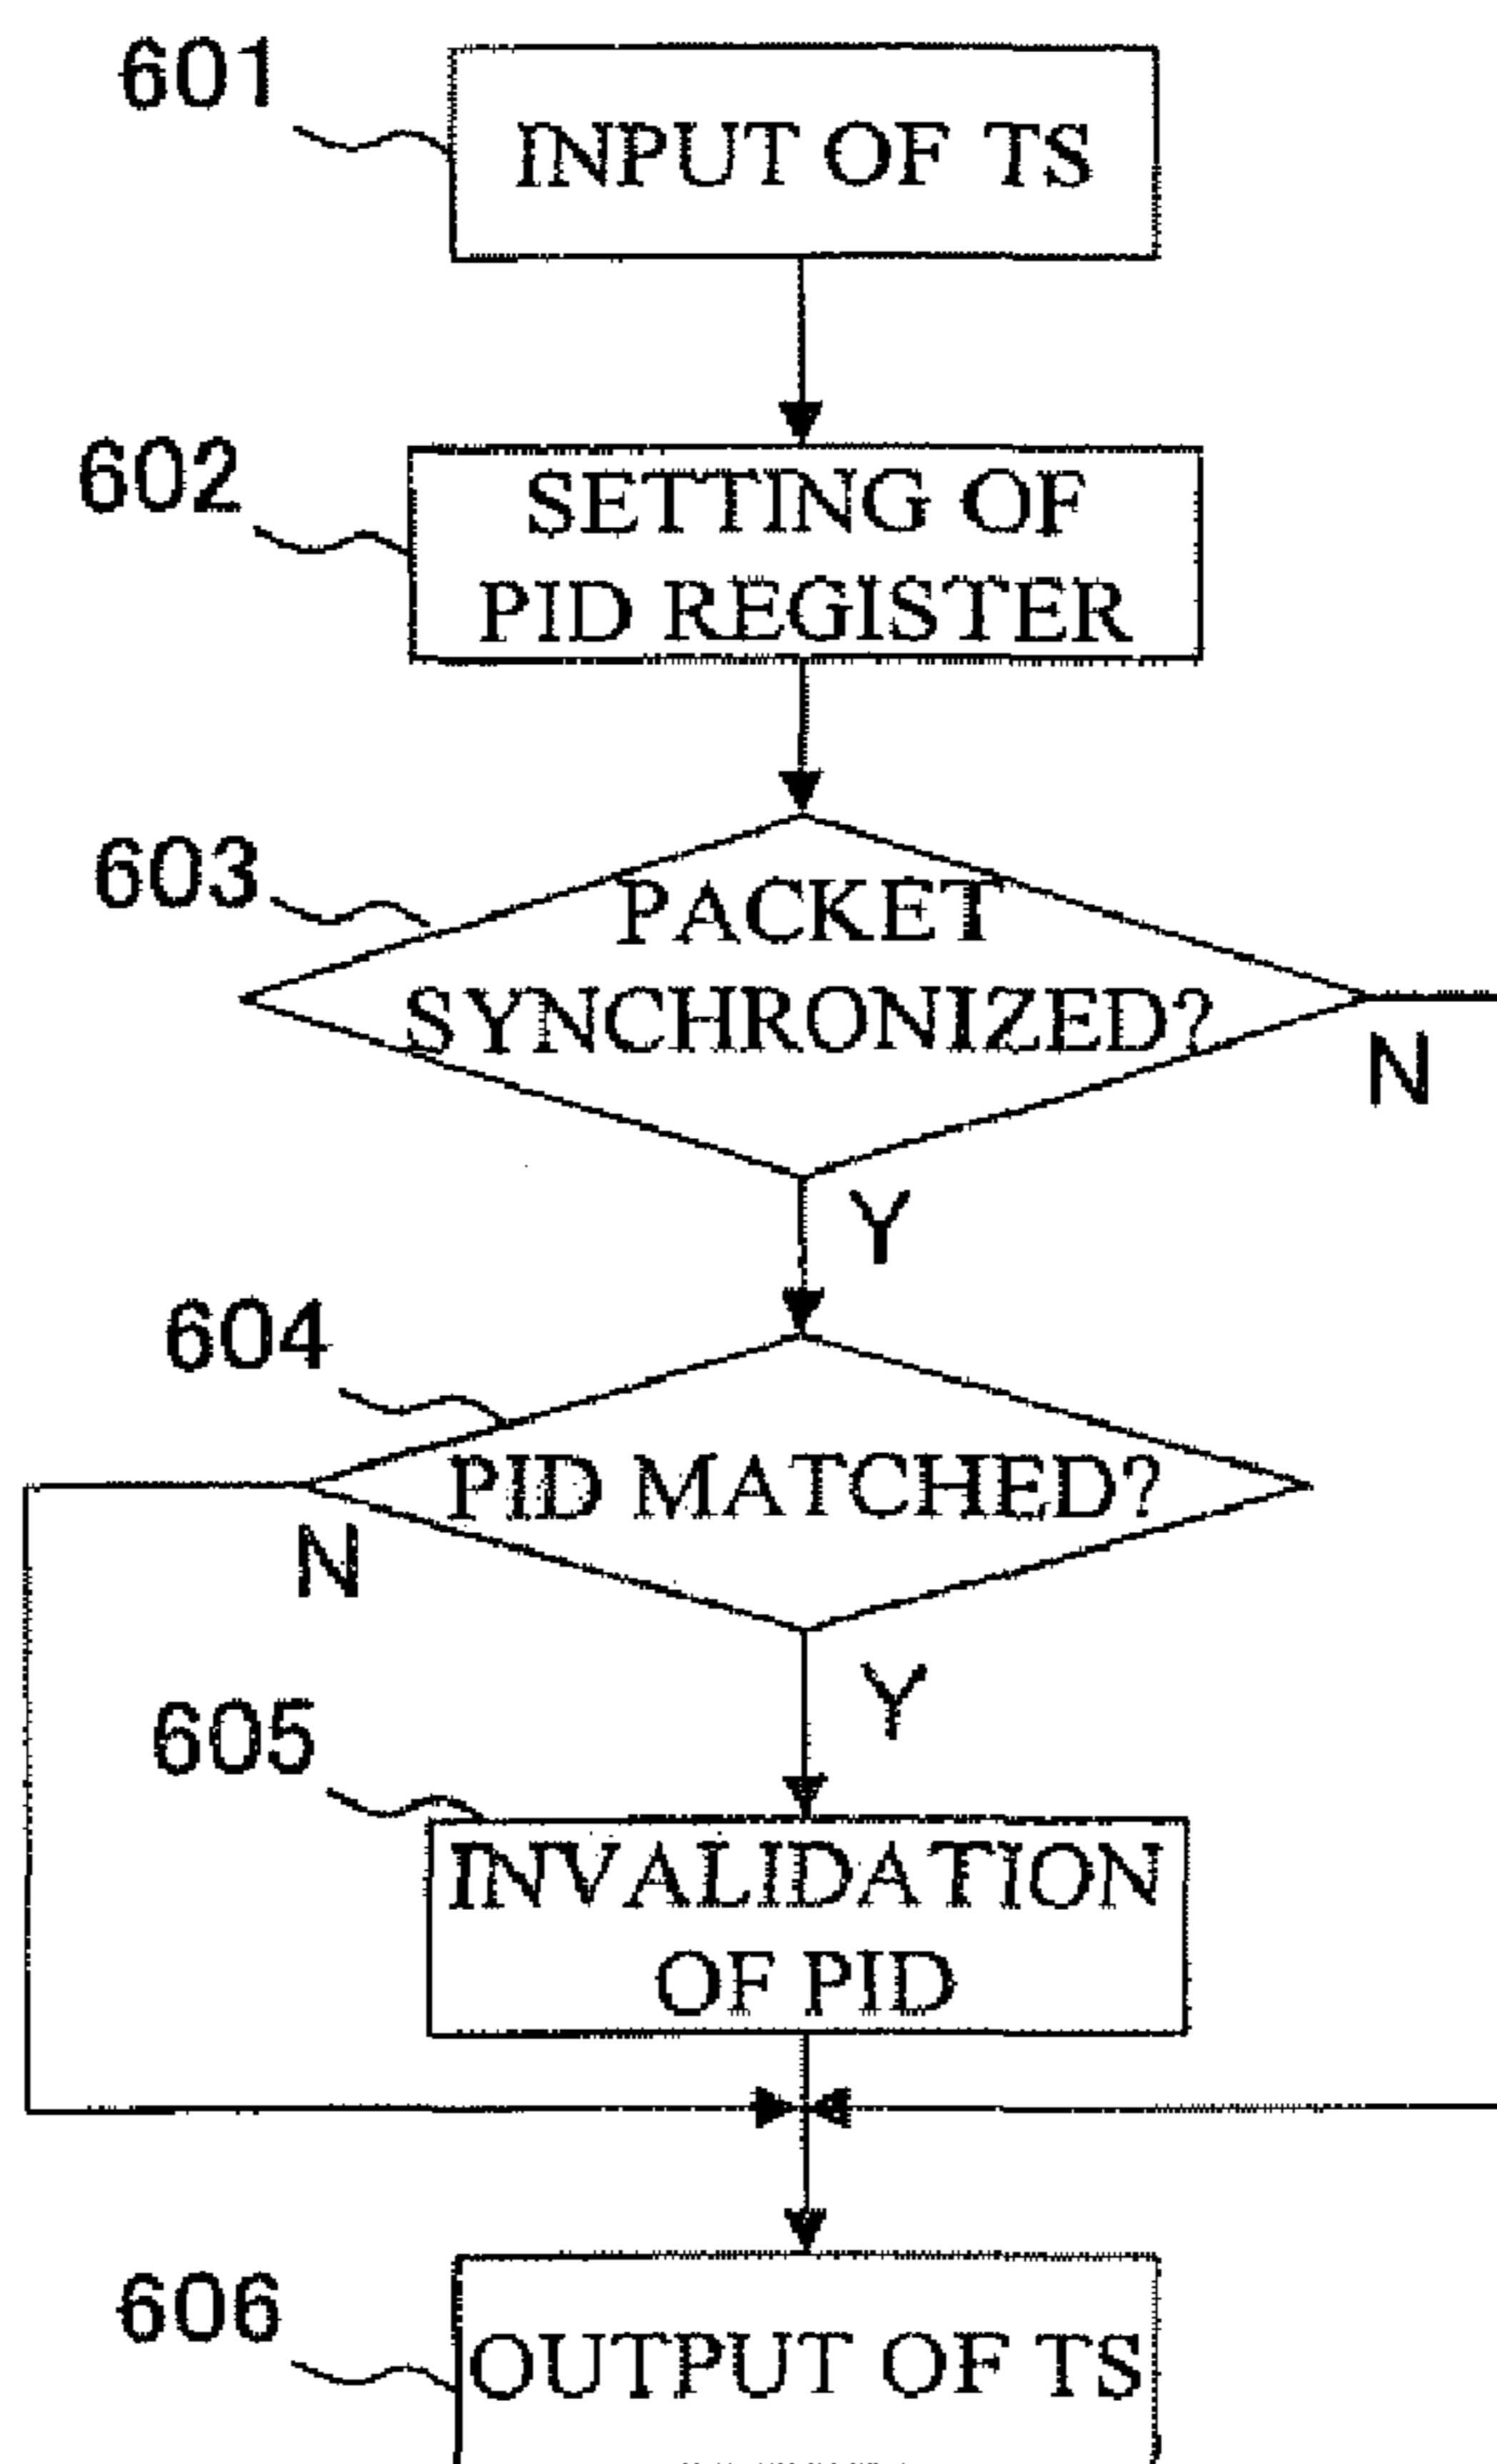 601
INPUT OF TS
602
SETTING OF
PID REGISTER
603
PACKET
SYNCHRONIZED?
N
Y
604
PID MATCHED?
N
Y
605
INVALIDATION
OF PID
606
OUTPUT OF TS